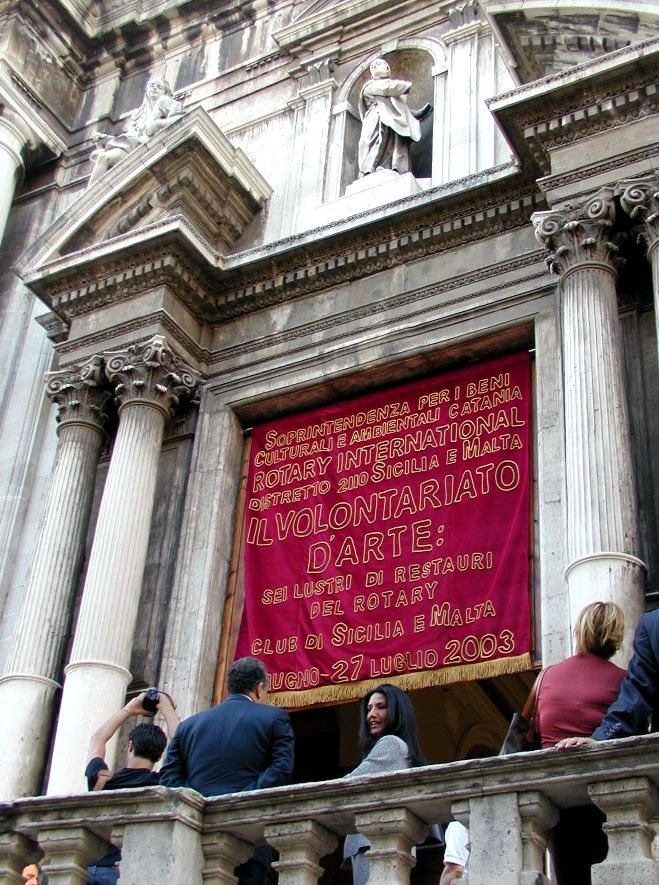 SOPRINTENDENZA PER I BENI
CULTURALI E AMBIENTALI CATANIA
ROTARY INTERNATIONAL
DISTRETTO 2110 SICILIA E MALTA
IL VOLONTARIATO
D'ARTE:
SEI LUSTRI DI RESTAURI
DEL ROTARY
CLUB DI SICILIA E MALTA
GIUGNO-27 LUGLIO 2003